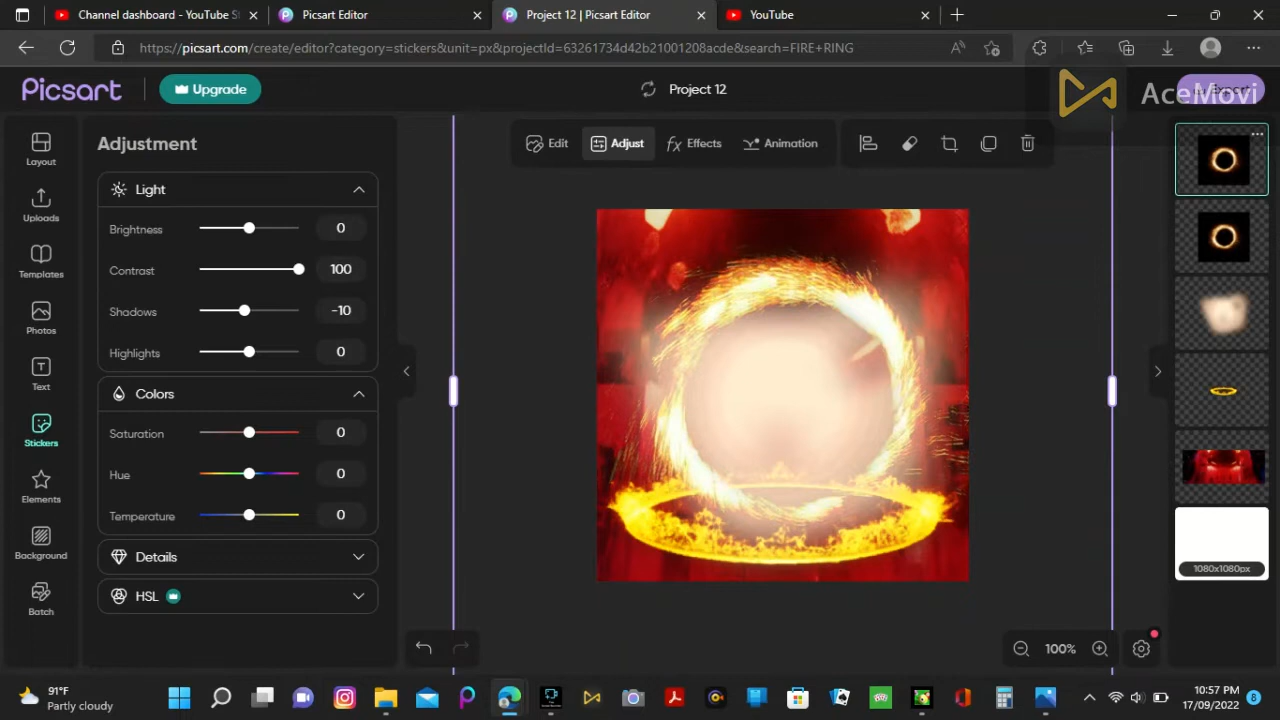 Channel dashboard - YouTube St
Picsart Editor
Project 12 | Picsart Editor
YouTube
https://picsart.com/create/editor?category=stickers&unit=px&projectId=63261734d42b21001208acde&search=FIRE+RING
Picsart
Upgrade
Project 12
AceMovi
Layout
Uploads
Templates
Photos
Text
Stickers
Elements
Background
Batch
Adjustment
Light
Brightness 0
Contrast 100
Shadows -10
Highlights 0
Colors
Saturation 0
Hue 0
Temperature 0
Details
HSL
Edit Adjust fx Effects Animation
1080x1080px
100%
91°F
Partly cloudy
10:57 PM
17/09/2022
8